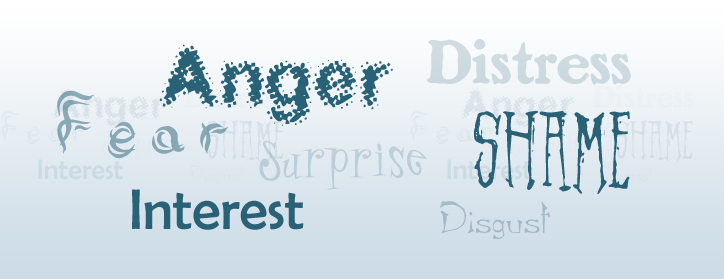 Anger
Distress
Fear
SHAME
Surprise
Interest
Disgust
Anger
Fear
SHAME
Interest
Anger
Distress
Fear
SHAME
Interest